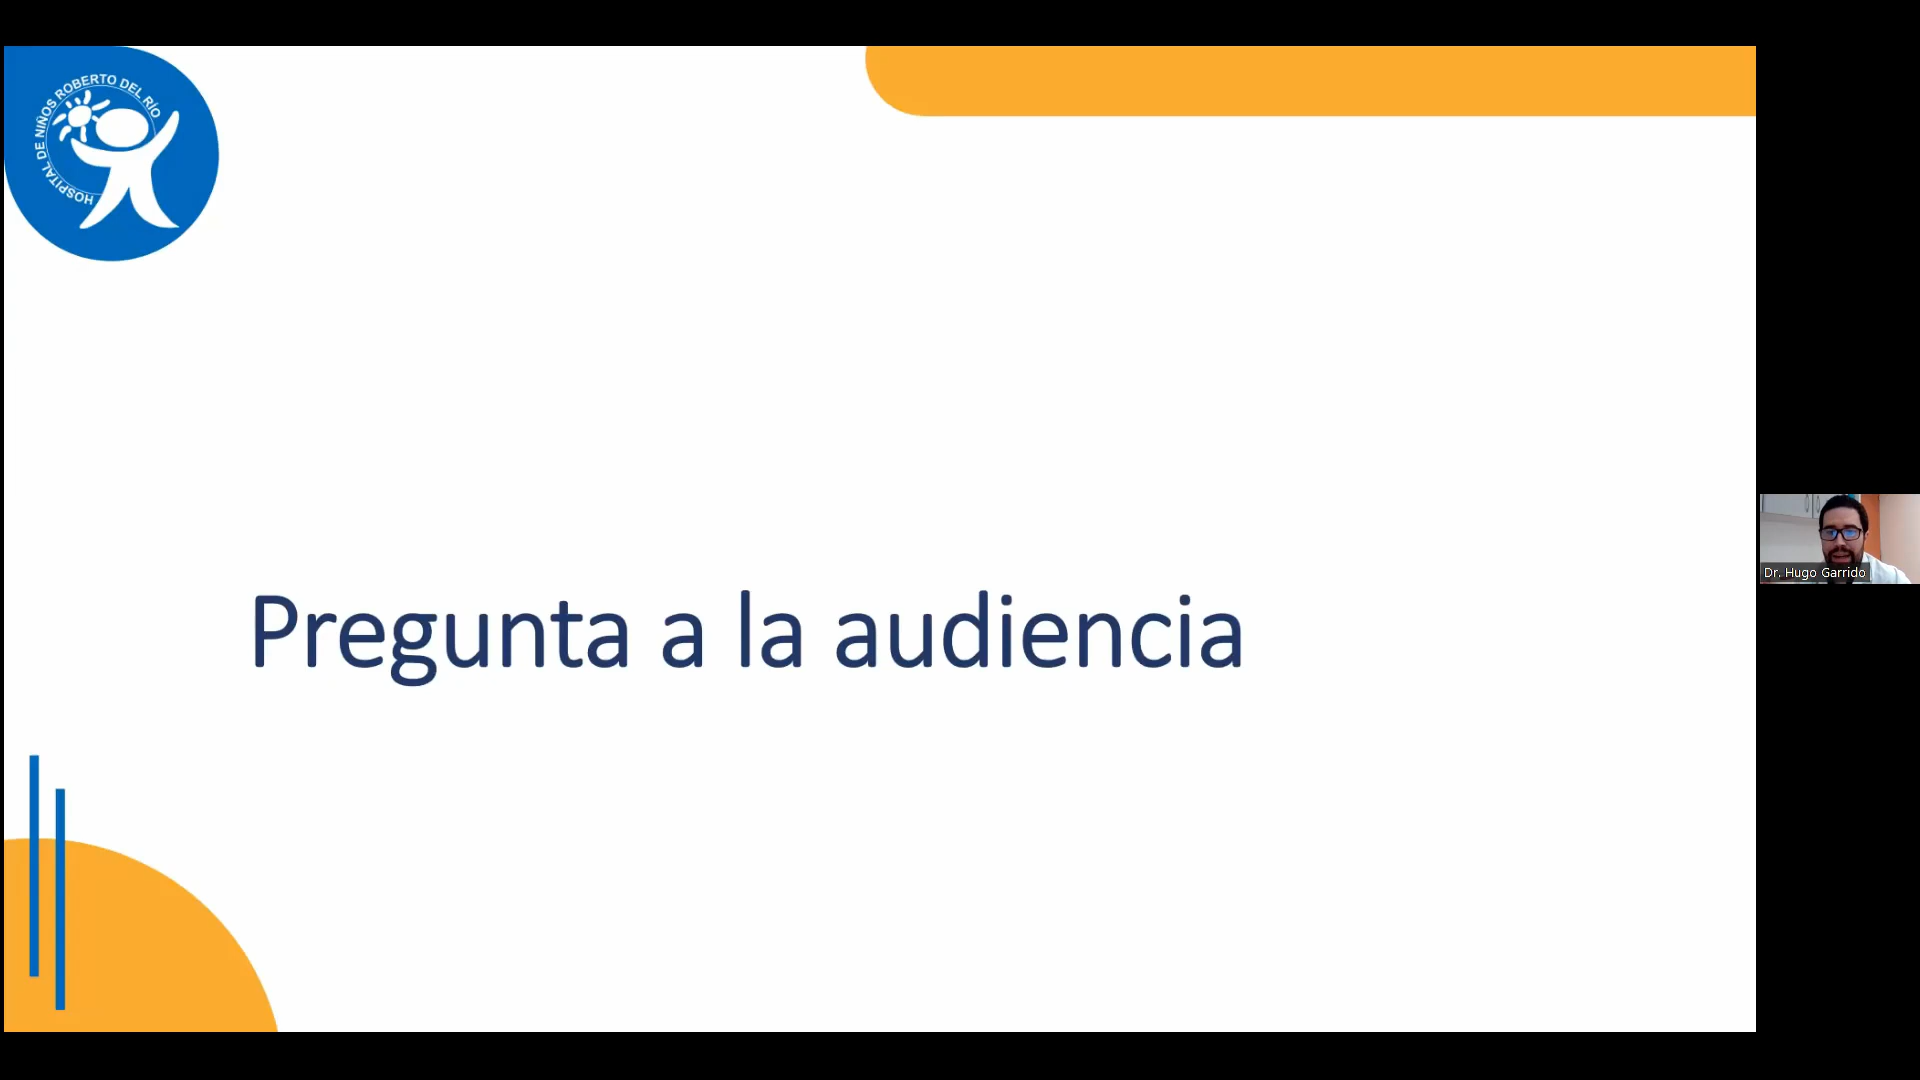 HOSPITAL DE NIÑOS ROBERTO DEL RÍO
Pregunta a la audiencia
Dr. Hugo Garrido